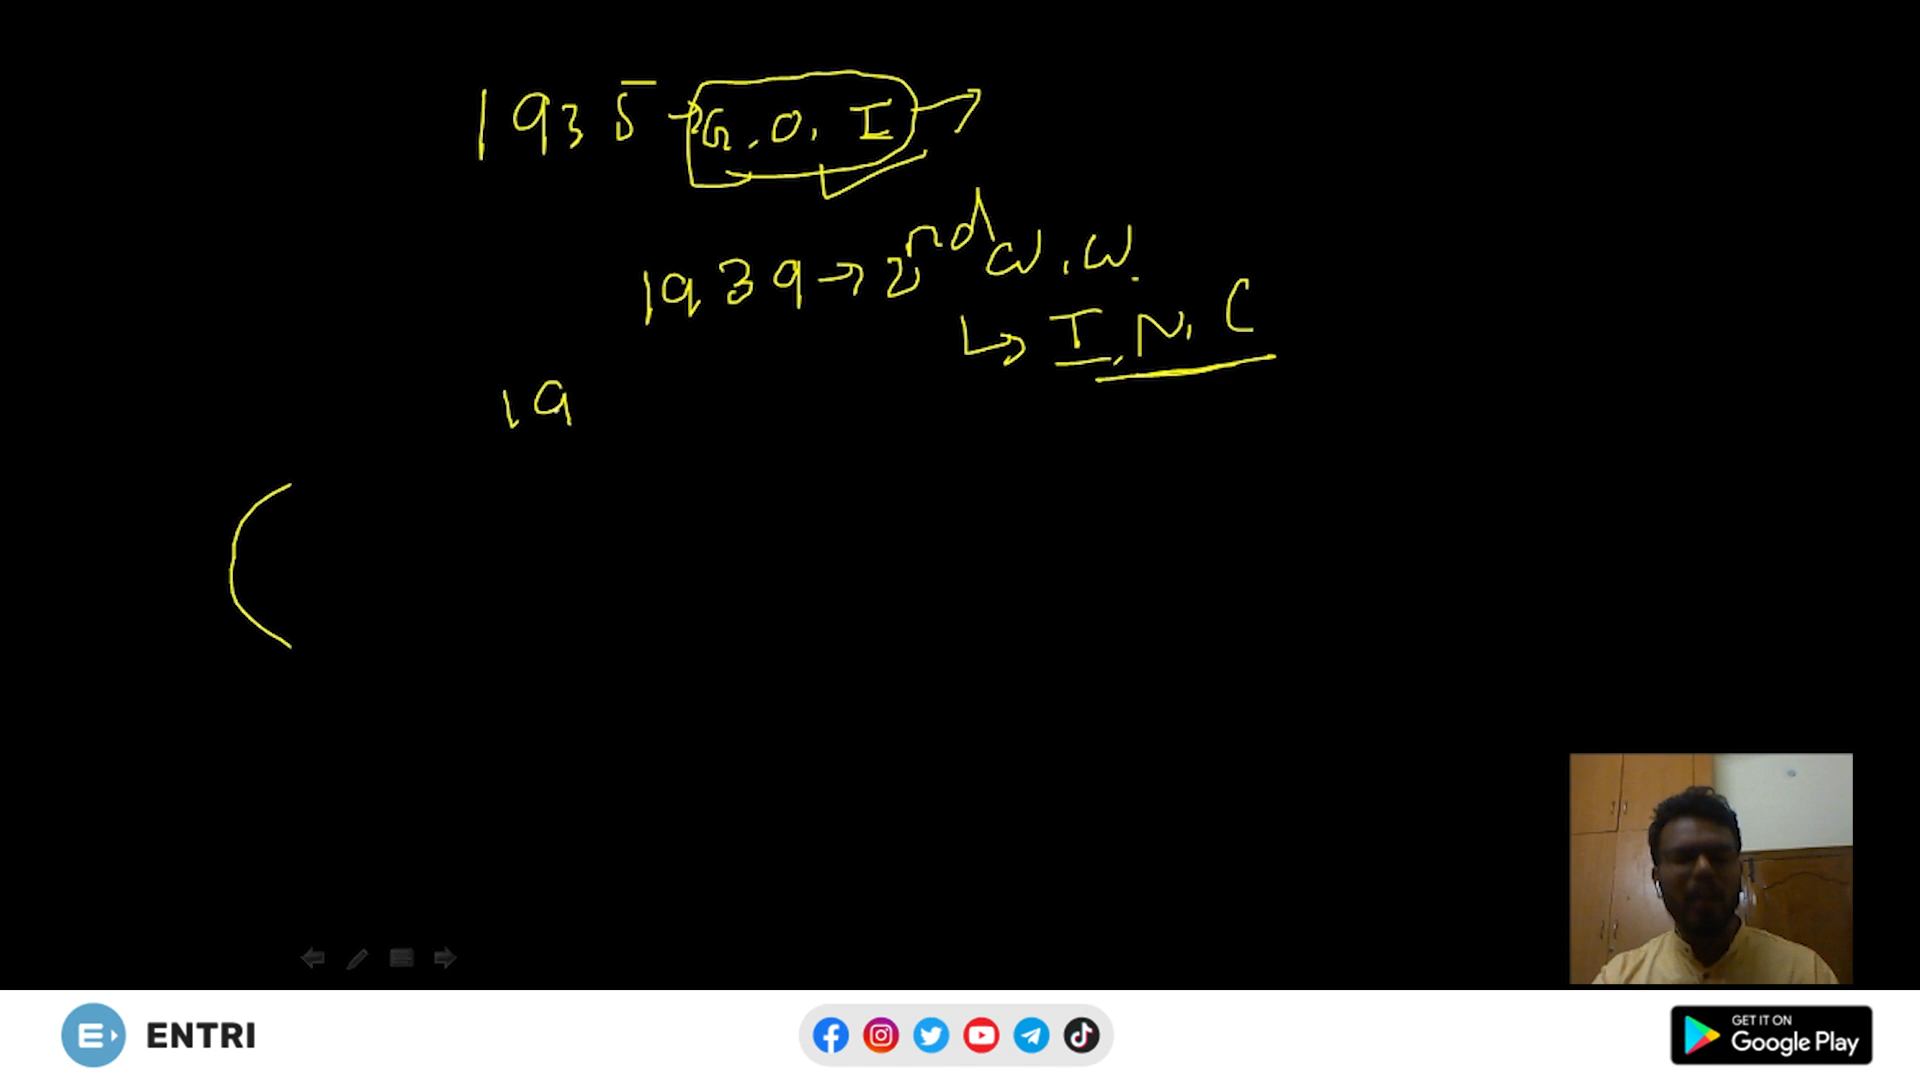 1935 → G.O.I →
1939 → 2nd W.W.
↳ I.N.C
19
(
E ENTRI
GET IT ON
Google Play